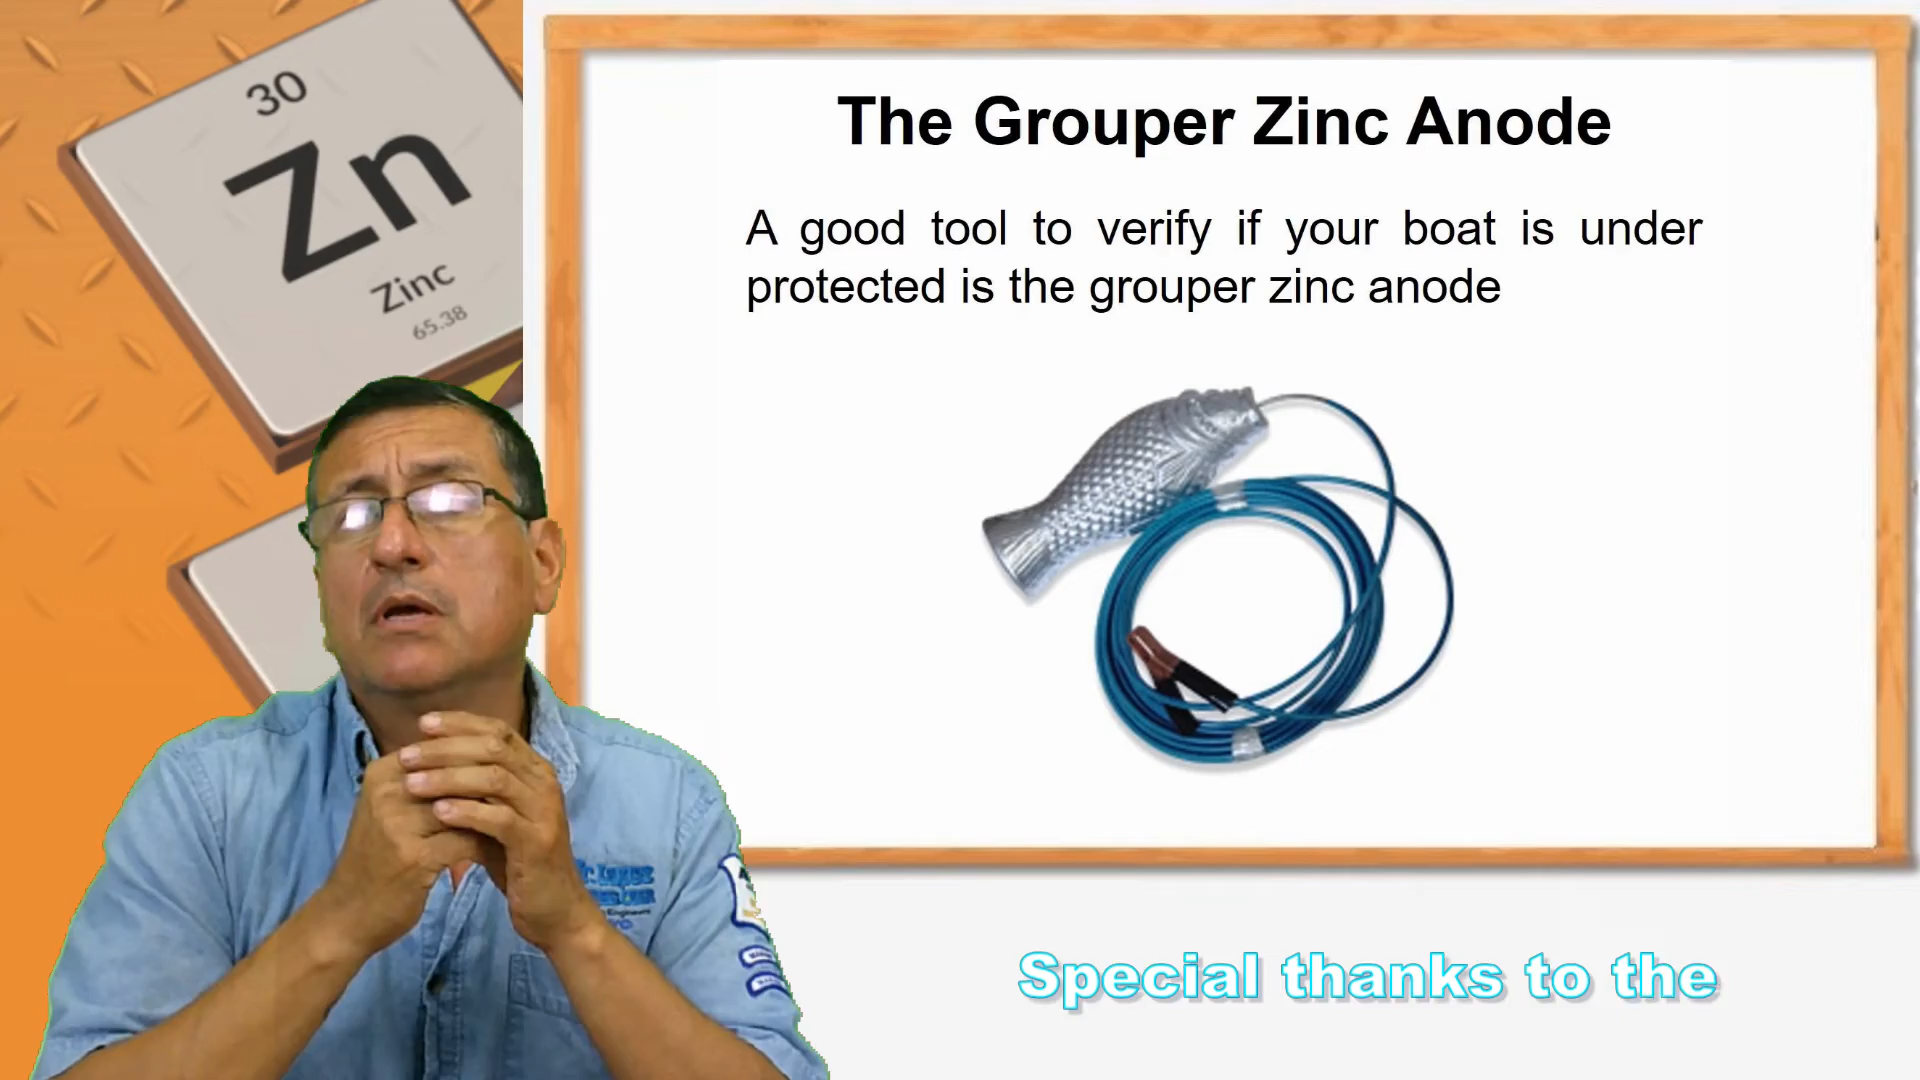 30
Zn
Zinc
65.38
The Grouper Zinc Anode
A good tool to verify if your boat is under
protected is the grouper zinc anode
Special thanks to the